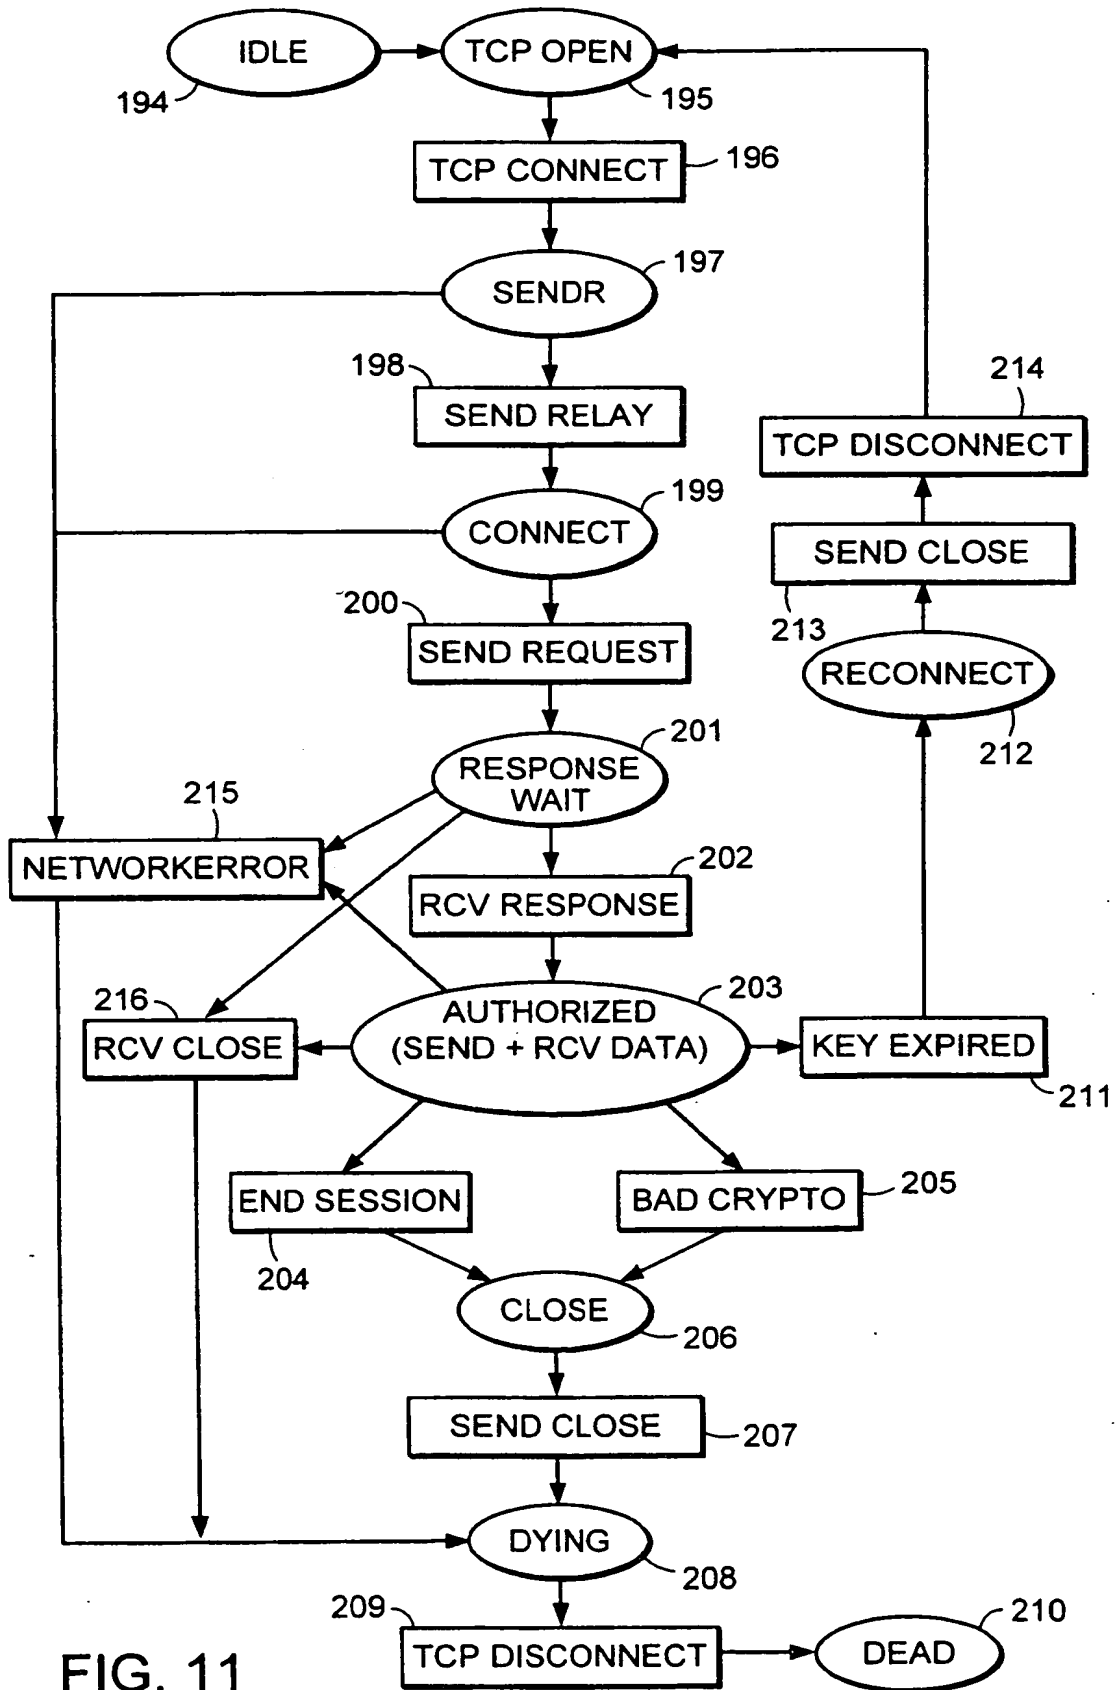 IDLE
TCP OPEN
194
195
TCP CONNECT
196
SENDR
197
198
SEND RELAY
214
TCP DISCONNECT
199
CONNECT
SEND CLOSE
213
200
SEND REQUEST
RECONNECT
212
201
RESPONSE
WAIT
215
NETWORKERROR
202
RCV RESPONSE
216
RCV CLOSE
203
AUTHORIZED
(SEND + RCV DATA)
KEY EXPIRED
211
END SESSION
204
BAD CRYPTO
205
CLOSE
206
SEND CLOSE
207
DYING
208
209
TCP DISCONNECT
210
DEAD
FIG. 11